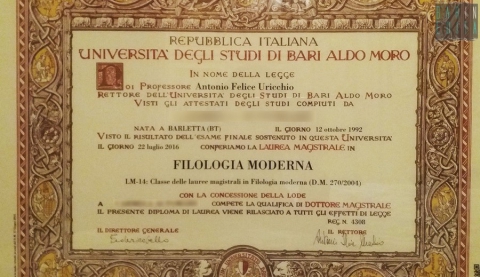 REPUBBLICA ITALIANA
UNIVERSITA' DEGLI STUDI DI BARI ALDO MORO
IN NOME DELLA LEGGE
NOI PROFESSORE Antonio Felice Uricchio
RETTORE DELL'UNIVERSITÀ DEGLI STUDI DI BARI ALDO MORO
VISTI GLI ATTESTATI DEGLI STUDI COMPIUTI DA
NATA A BARLETTA (BT) IL GIORNO 12 ottobre 1992
VISTO IL RISULTATO DELL'ESAME FINALE SOSTENUTO IN QUESTA UNIVERSITÀ
IL GIORNO 22 luglio 2016 CONFERIAMO LA LAUREA MAGISTRALE IN
FILOLOGIA MODERNA
LM-14: Classe delle lauree magistrali in Filologia moderna (D.M. 270/2004)
CON LA CONCESSIONE DELLA LODE
A COMPETE LA QUALIFICA DI DOTTORE MAGISTRALE
IL PRESENTE DIPLOMA DI LAUREA VIENE RILASCIATO A TUTTI GLI EFFETTI DI LEGGE
REG. N. 4308
IL DIRETTORE GENERALE IL RETTORE